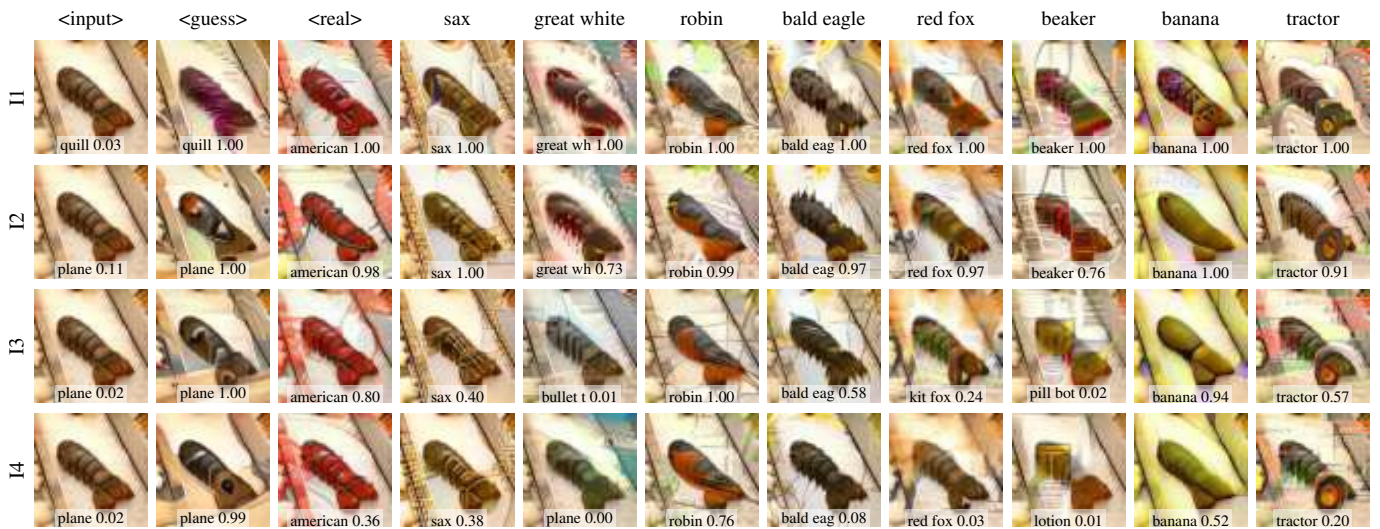 <input> <guess> <real> sax great white robin bald eagle red fox beaker banana tractor
I1
quill 0.03 quill 1.00 american 1.00 sax 1.00 great wh 1.00 robin 1.00 bald eag 1.00 red fox 1.00 beaker 1.00 banana 1.00 tractor 1.00
I2
plane 0.11 plane 1.00 american 0.98 sax 1.00 great wh 0.73 robin 0.99 bald eag 0.97 red fox 0.97 beaker 0.76 banana 1.00 tractor 0.91
I3
plane 0.02 plane 1.00 american 0.80 sax 0.40 bullet t 0.01 robin 1.00 bald eag 0.58 kit fox 0.24 pill bot 0.02 banana 0.94 tractor 0.57
I4
plane 0.02 plane 0.99 american 0.36 sax 0.38 plane 0.00 robin 0.76 bald eag 0.08 red fox 0.03 lotion 0.01 banana 0.52 tractor 0.20